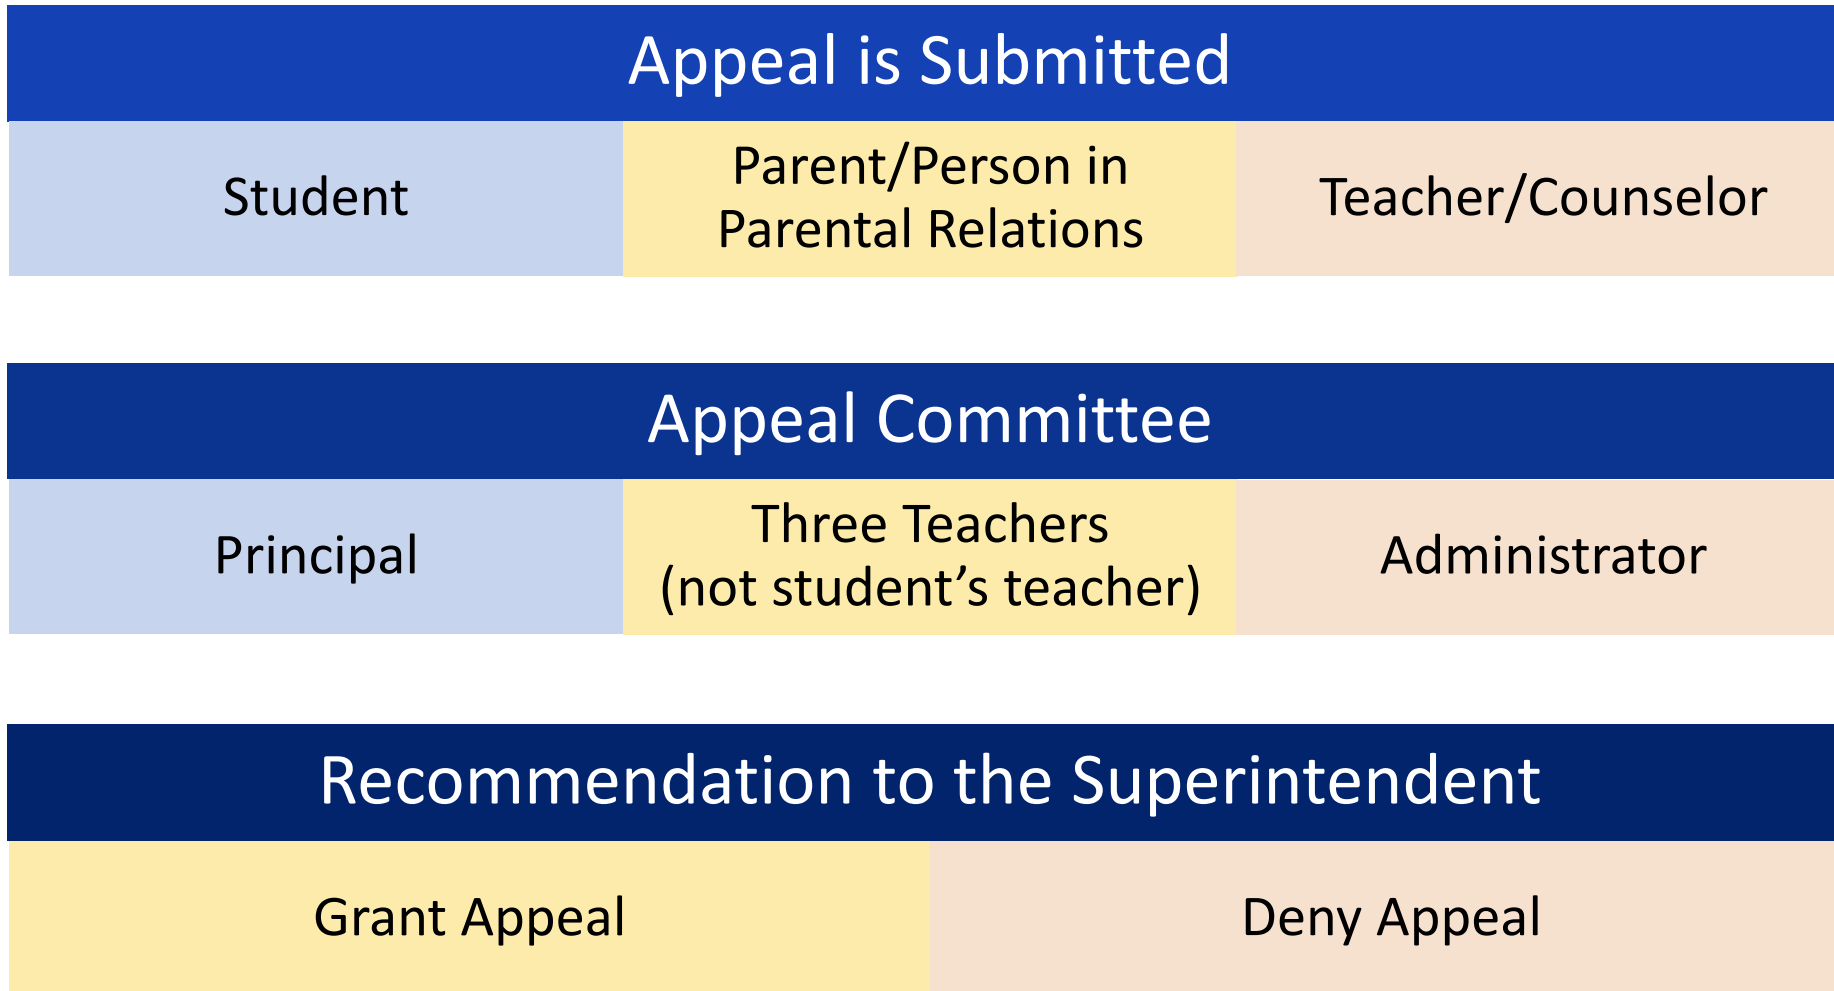 Appeal is Submitted
Student
Parent/Person in
Parental Relations
Teacher/Counselor
Appeal Committee
Principal
Three Teachers
(not student’s teacher)
Administrator
Recommendation to the Superintendent
Grant Appeal
Deny Appeal